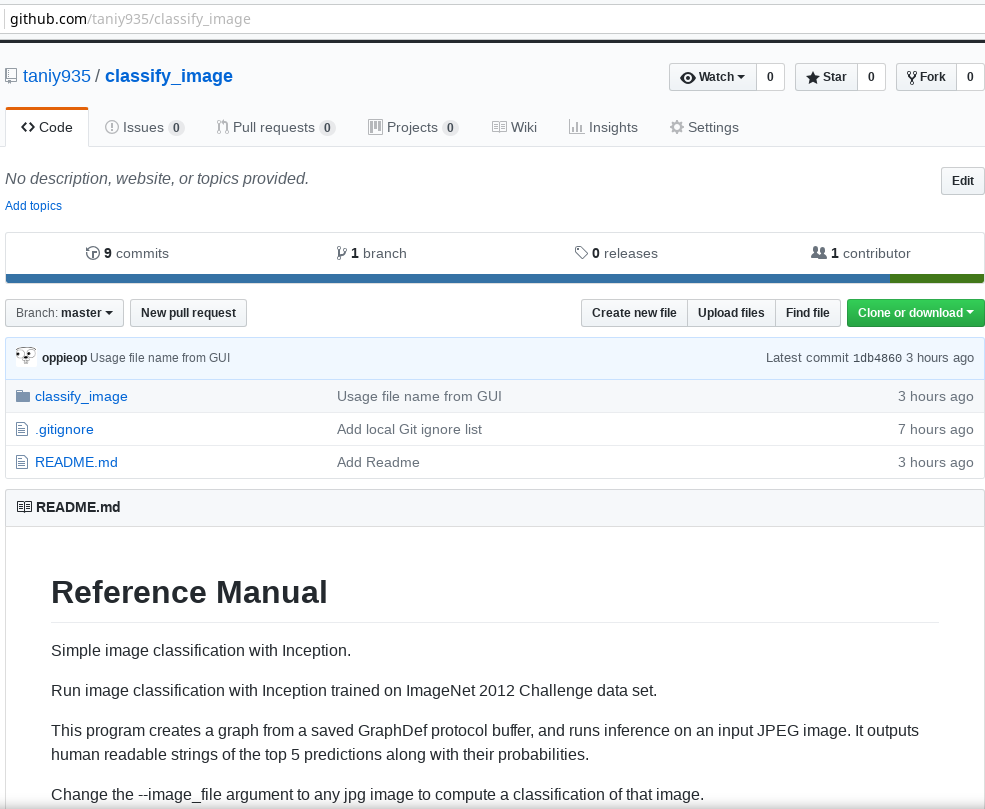 github.com/taniy935/classify_image
taniy935 / classify_image
Watch 0 Star 0 Fork 0
Code Issues 0 Pull requests 0 Projects 0 Wiki Insights Settings
No description, website, or topics provided. Edit
Add topics
9 commits 1 branch 0 releases 1 contributor
Branch: master New pull request Create new file Upload files Find file Clone or download
oppieop Usage file name from GUI Latest commit 1db4860 3 hours ago
classify_image Usage file name from GUI 3 hours ago
.gitignore Add local Git ignore list 7 hours ago
README.md Add Readme 3 hours ago
README.md
Reference Manual
Simple image classification with Inception.
Run image classification with Inception trained on ImageNet 2012 Challenge data set.
This program creates a graph from a saved GraphDef protocol buffer, and runs inference on an input JPEG image. It outputs
human readable strings of the top 5 predictions along with their probabilities.
Change the --image_file argument to any jpg image to compute a classification of that image.